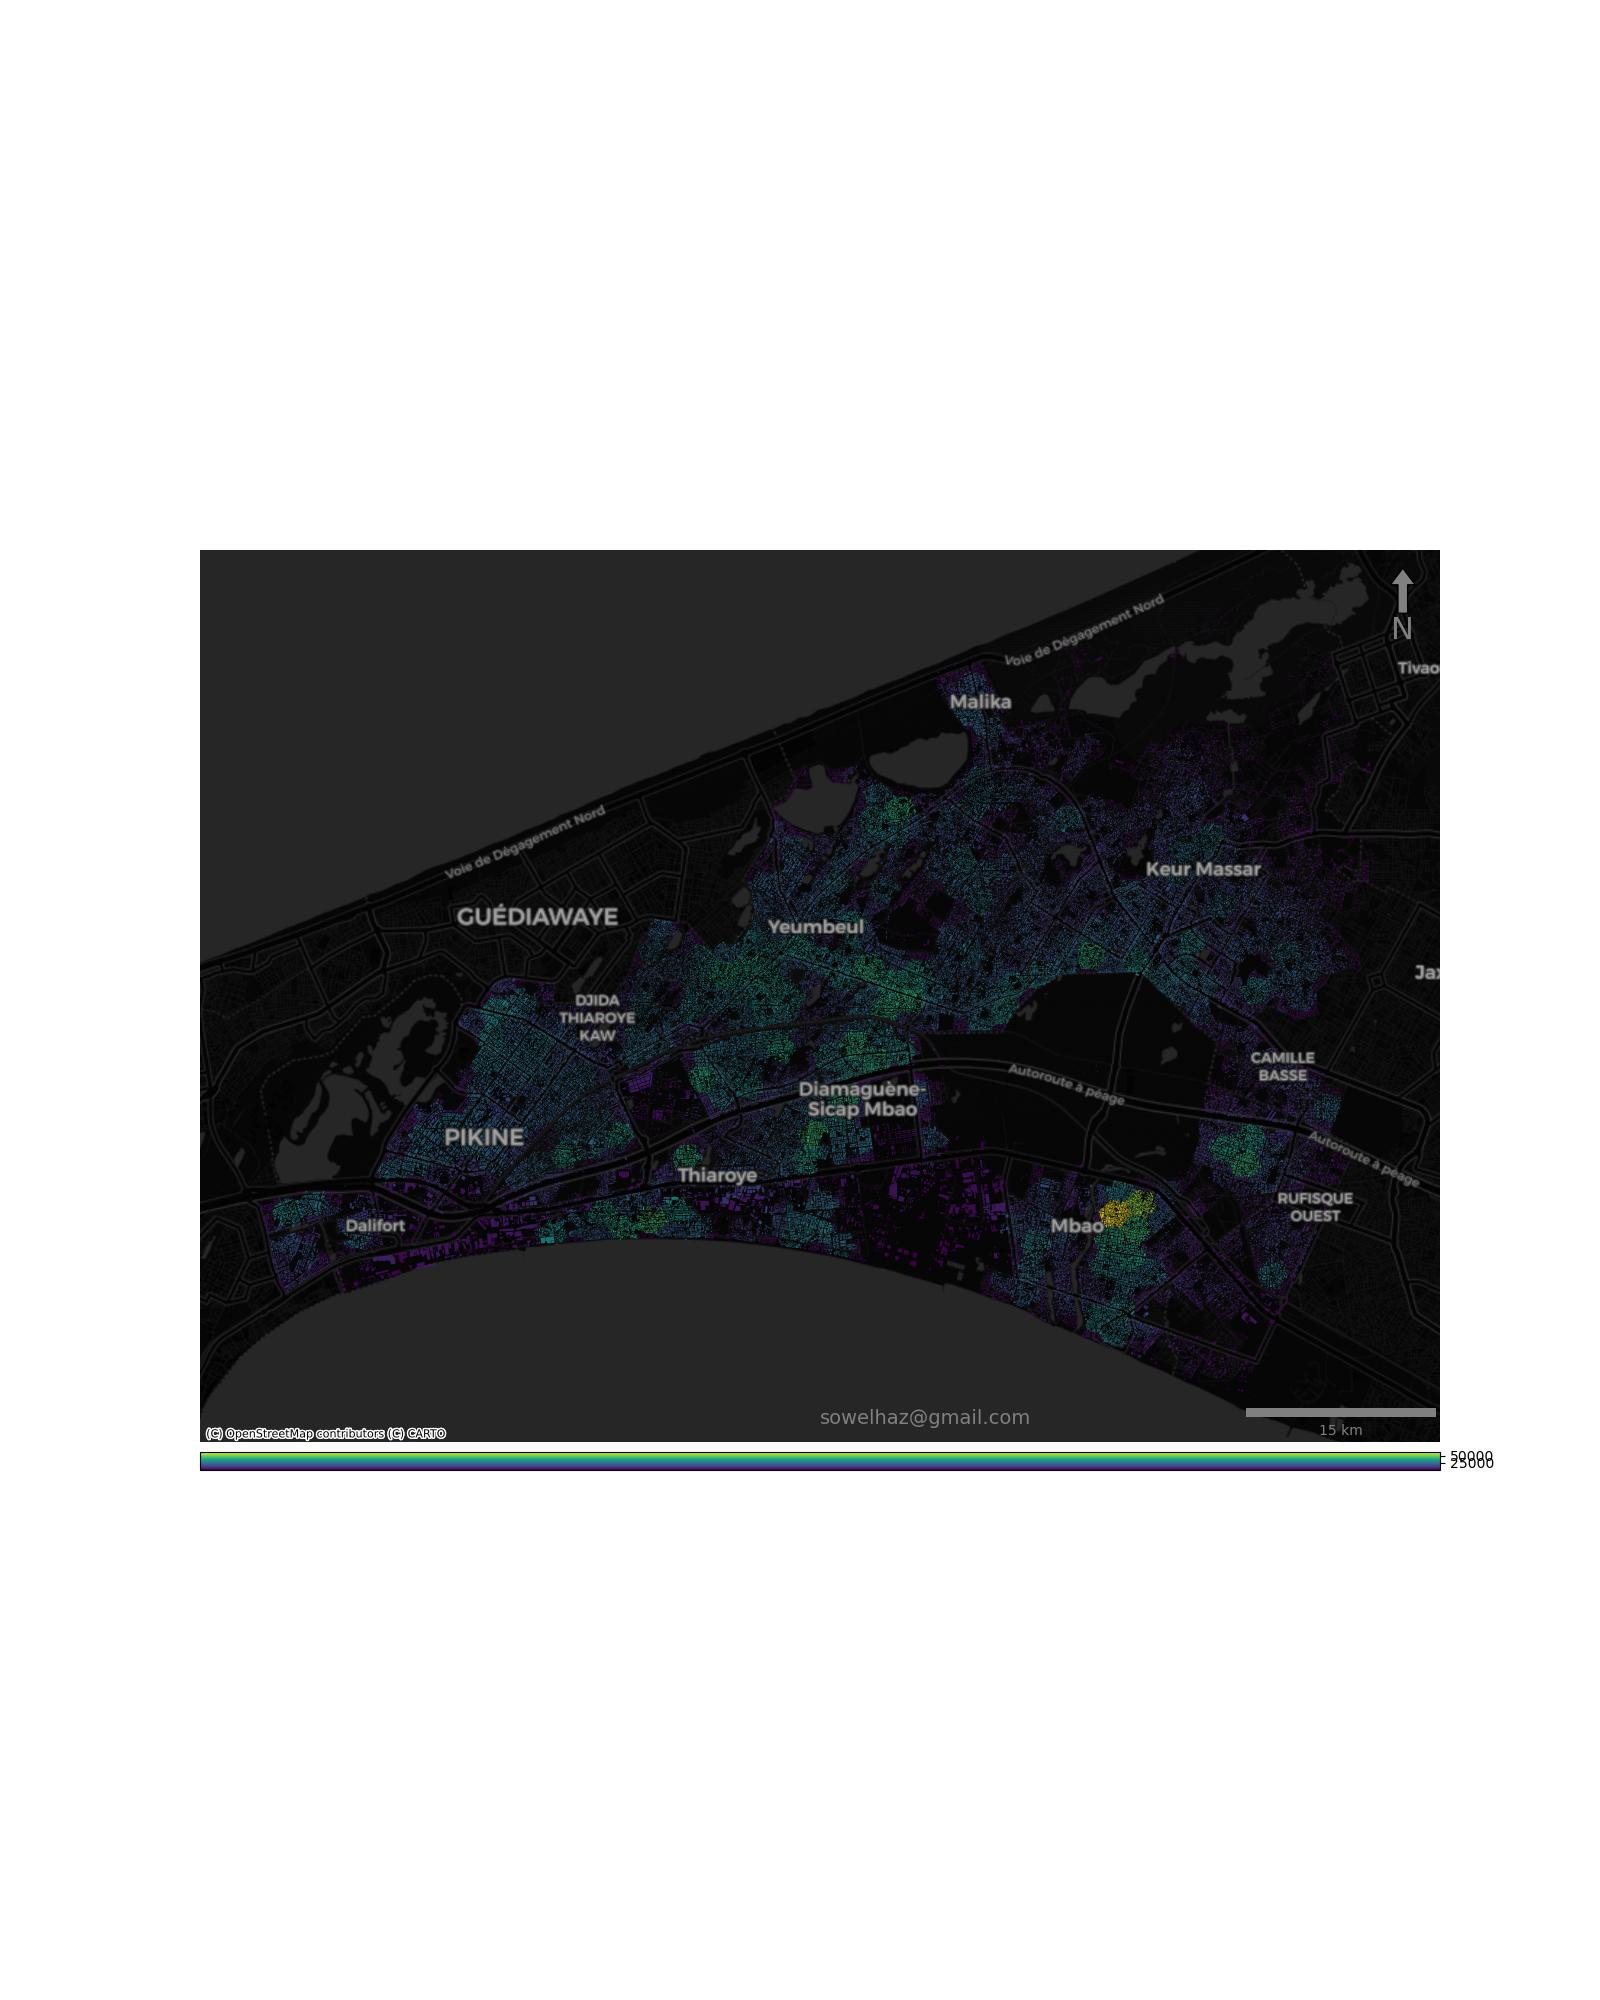 Voie de Dégagement Nord
N
Tivao
Malika
Voie de Dégagement Nord
Keur Massar
GUÉDIAWAYE
Yeumbeul
Jax
DJIDA
THIAROYE
KAW
CAMILLE
BASSE
Autoroute à péage
Diamaguène-
Sicap Mbao
PIKINE
Autoroute à péage
Thiaroye
RUFISQUE
OUEST
Dalifort
Mbao
sowelhaz@gmail.com
15 km
(C) OpenStreetMap contributors (C) CARTO
50000
25000